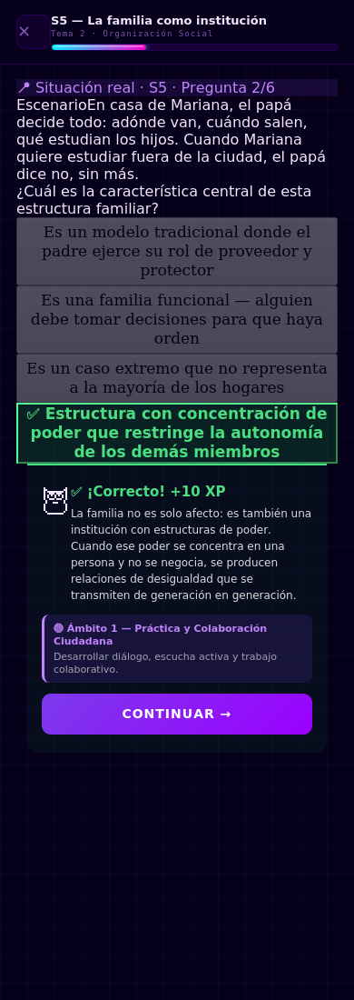 ✕
S5 — La familia como institución
Tema 2 · Organización Social
📍 Situación real · S5 · Pregunta 2/6
EscenarioEn casa de Mariana, el papá
decide todo: adónde van, cuándo salen,
qué estudian los hijos. Cuando Mariana
quiere estudiar fuera de la ciudad, el papá
dice no, sin más.
¿Cuál es la característica central de esta
estructura familiar?
Es un modelo tradicional donde el
padre ejerce su rol de proveedor y
protector
Es una familia funcional — alguien
debe tomar decisiones para que haya
orden
Es un caso extremo que no representa
a la mayoría de los hogares
✅ Estructura con concentración de
poder que restringe la autonomía
de los demás miembros
✅ ¡Correcto! +10 XP
La familia no es solo afecto: es también una
institución con estructuras de poder.
Cuando ese poder se concentra en una
persona y no se negocia, se producen
relaciones de desigualdad que se
transmiten de generación en generación.
🟣 Ámbito 1 — Práctica y Colaboración
Ciudadana
Desarrollar diálogo, escucha activa y trabajo
colaborativo.
CONTINUAR →